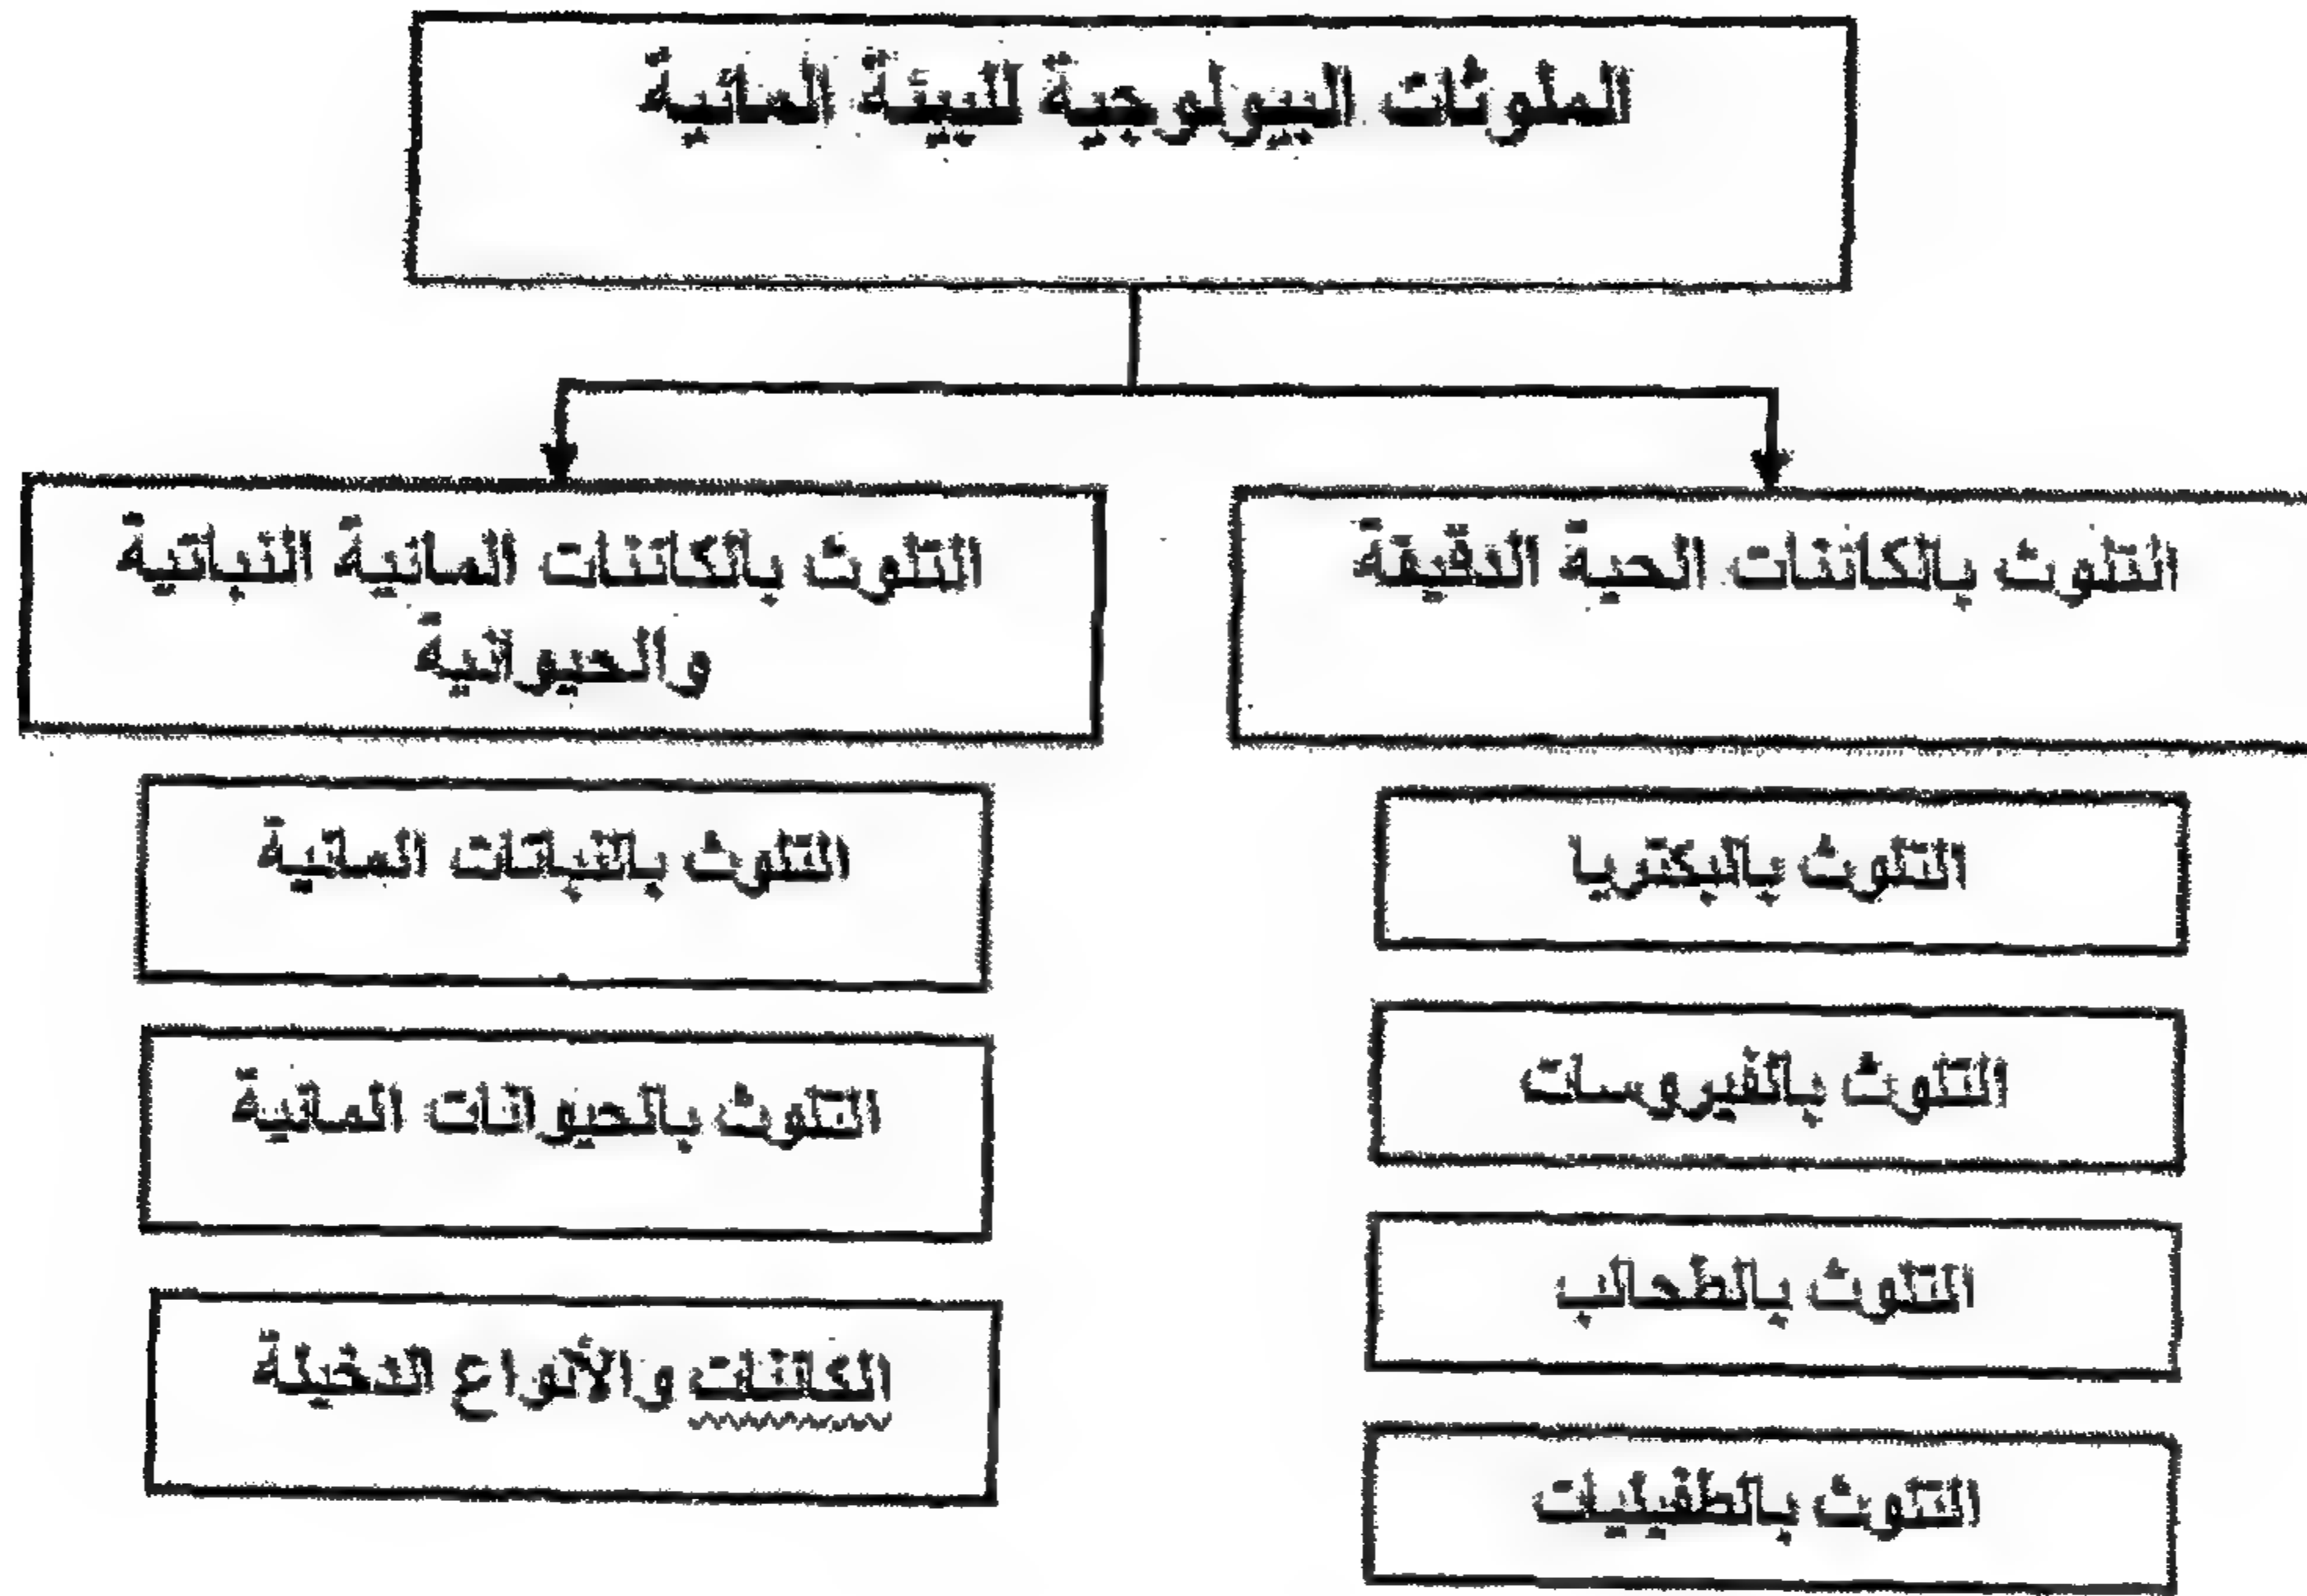 الملوثات البيولوجية للبيئة المائية
التلوث بالكائنات الحية الدقيقة
التلوث بالبكتريا
التلوث بالفيروسات
التلوث بالطحالب
التلوث بالطفيليات
التلوث بالكائنات المائية النباتية
والحيوانية
التلوث بالنباتات المائية
التلوث بالحيوانات المائية
الكائنات والأنواع الدخيلة